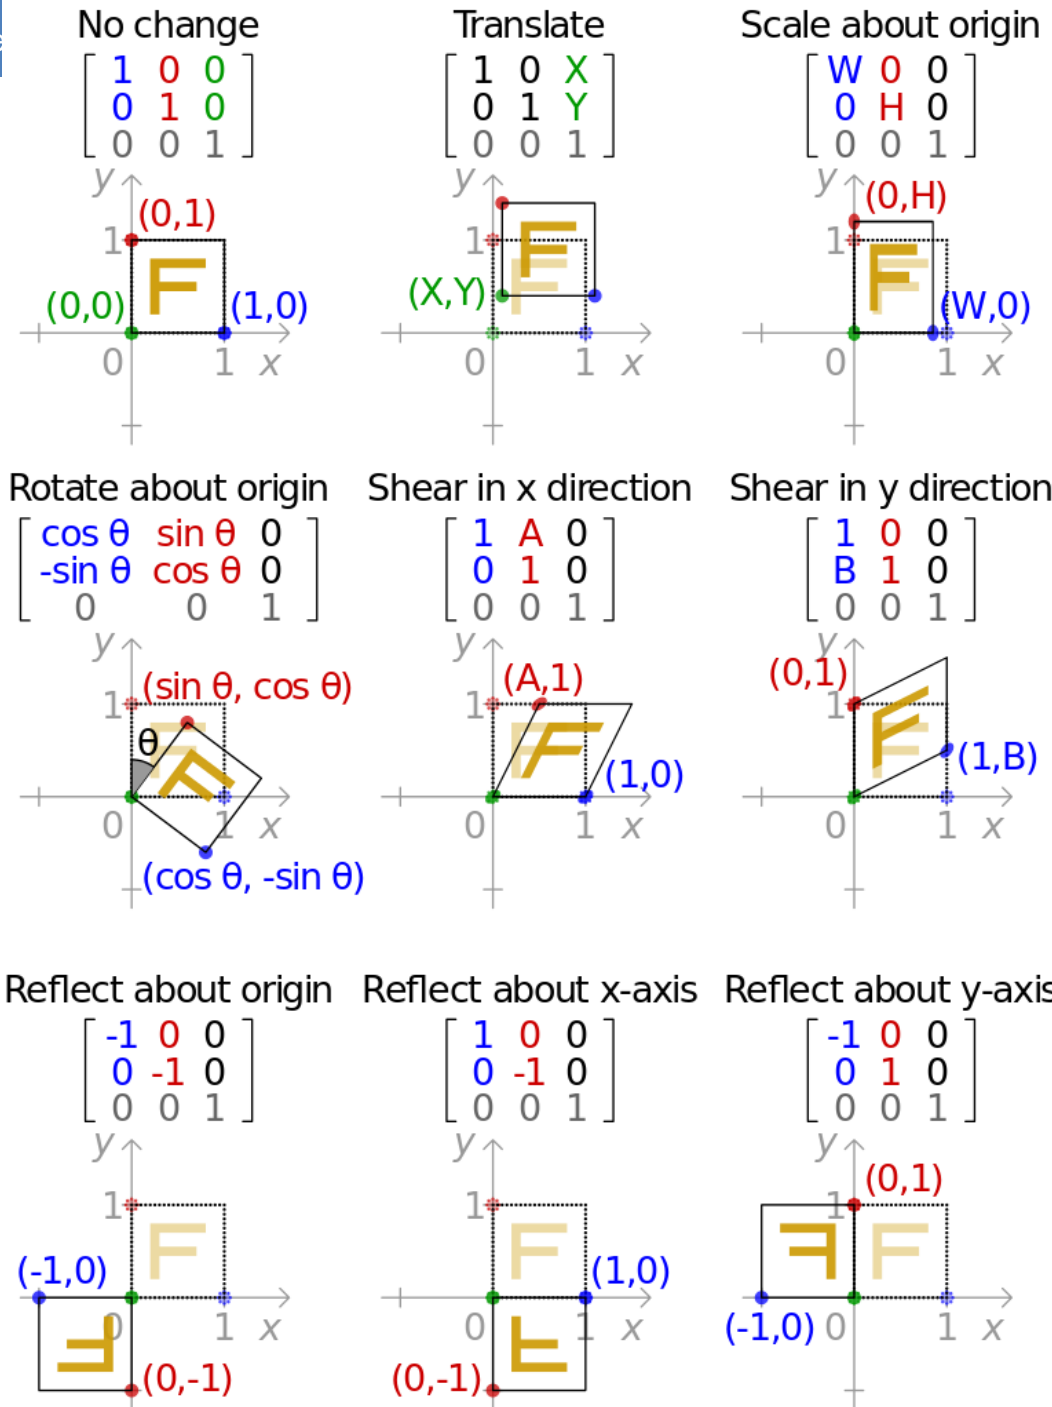 No change
1 0 0
0 1 0
0 0 1
y
(0,1)
1
(0,0)
(1,0)
0
1
x
Translate
1 0 X
0 1 Y
0 0 1
y
1
(X,Y)
0
1
x
Scale about origin
W 0 0
0 H 0
0 0 1
y
(0,H)
1
(W,0)
0
1
x
Rotate about origin
cos θ sin θ 0
-sin θ cos θ 0
0 0 1
y
1
(sin θ, cos θ)
θ
0
1
x
(cos θ, -sin θ)
Shear in x direction
1 A 0
0 1 0
0 0 1
y
(A,1)
1
(1,0)
0
1
x
Shear in y direction
1 0 0
B 1 0
0 0 1
y
(0,1)
1
(1,B)
0
1
x
Reflect about origin
-1 0 0
0 -1 0
0 0 1
y
1
F
(-1,0)
0
1
x
(0,-1)
Reflect about x-axis
1 0 0
0 -1 0
0 0 1
y
1
F
(1,0)
1
x
(0,-1)
Reflect about y-axis
-1 0 0
0 1 0
0 0 1
y
(0,1)
1
F
(-1,0)
0
1
x